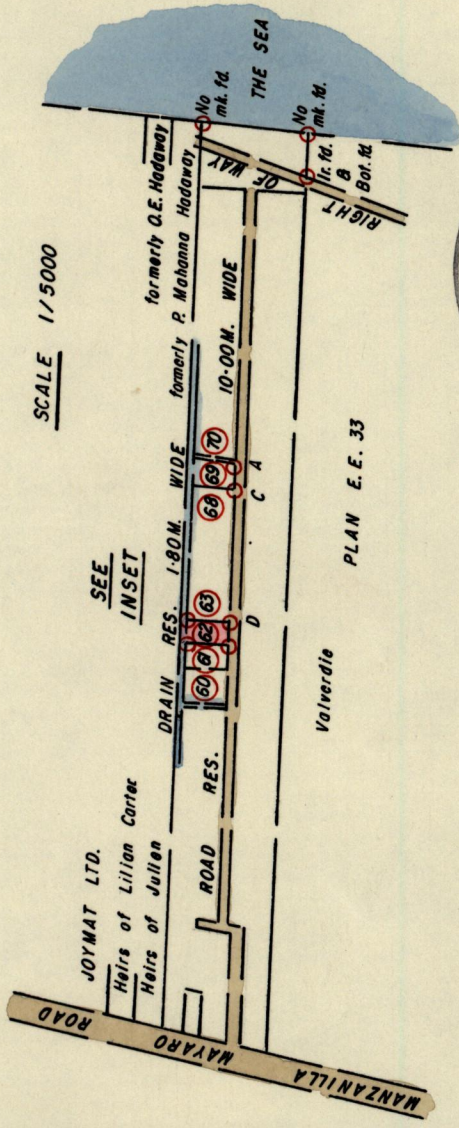 SCALE 1/5000
SEE
INSET
JOYMAT LTD.
Heirs of Lilian Carter
Heirs of Julien
formerly O.E. Hadaway
formerly P. Mahanna Hadaway
DRAIN RES. 1·80M. WIDE
60
61
62
63
68
69
70
ROAD RES. 10·00M. WIDE
D
C
A
No
mk. fd.
THE SEA
No
mk. fd.
Ir. fd.
&
Bot. fd
RIGHT OF WAY
MANZANILLA MAYARO ROAD
Valverdie
PLAN E.E. 33